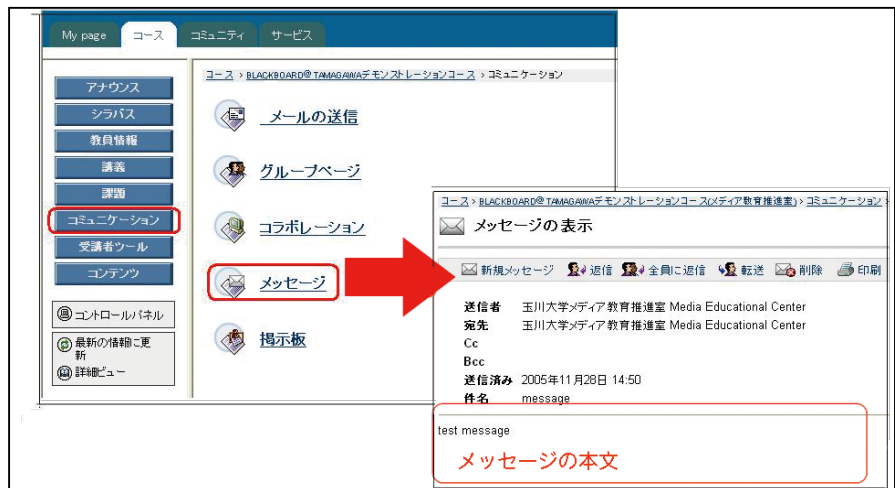 My page コース コミュニティ サービス
コース > BLACKBOARD@TAMAGAWAデモンストレーションコース > コミュニケーション
アナウンス
シラバス
教員情報
講義
課題
コミュニケーション
受講者ツール
コンテンツ
コントロールパネル
最新の情報に更
新
詳細ビュー
メールの送信
グループページ
コラボレーション
メッセージ
掲示板
コース > BLACKBOARD@TAMAGAWAデモンストレーションコース(メディア教育推進室) > コミュニケーション >
メッセージの表示
新規メッセージ 返信 全員に返信 転送 削除 印刷
送信者 玉川大学メディア教育推進室 Media Educational Center
宛先 玉川大学メディア教育推進室 Media Educational Center
Cc
Bcc
送信済み 2005年11月28日 14:50
件名 message
test message
メッセージの本文